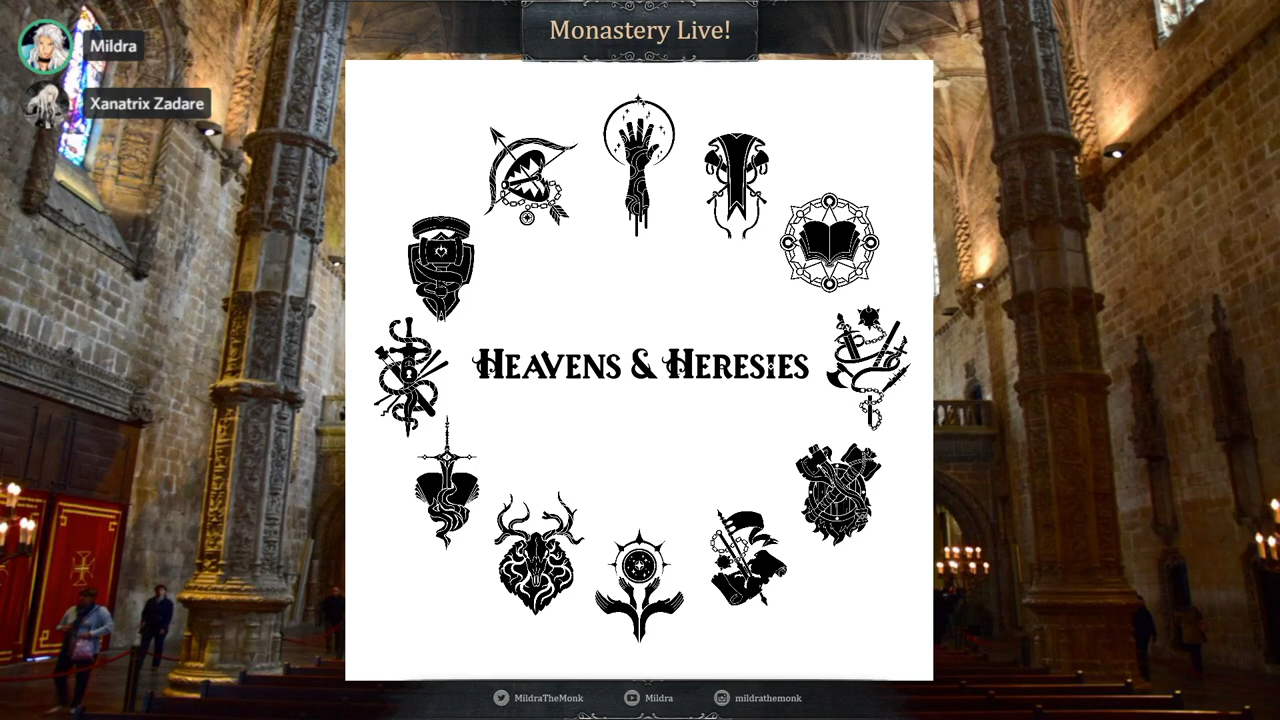 Monastery Live!
Mildra
Xanatrix Zadare
Heavens & Heresies
MildraTheMonk
Mildra
mildrathemonk